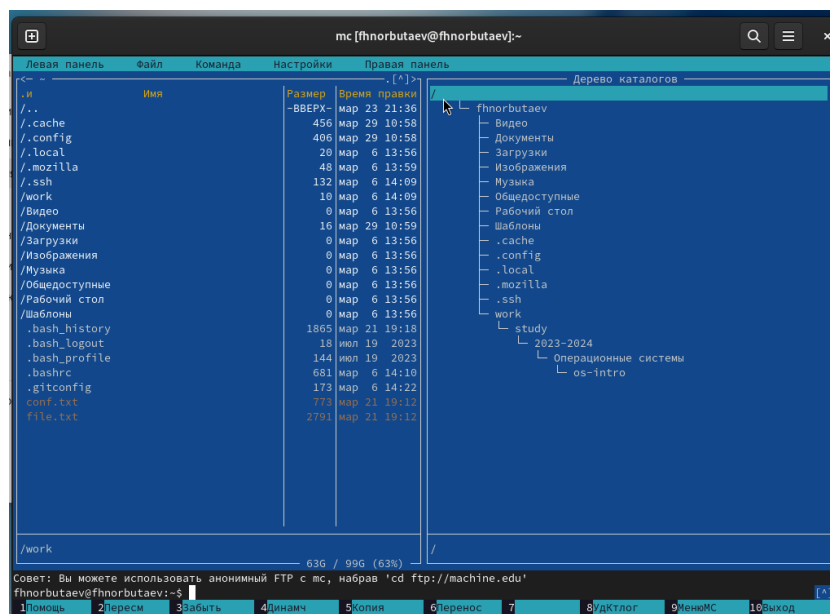 mc [fhnorbutaev@fhnorbutaev]:~
Левая панель Файл Команда Настройки Правая панель
<─ ~ .[^]> Дерево каталогов
.и Имя Размер Время правки /
/.. -ВВЕРХ- мар 23 21:36 fhnorbutaev
/.cache 456 мар 29 10:58 Видео
/.config 406 мар 29 10:58 Документы
/.local 20 мар 6 13:56 Загрузки
/.mozilla 48 мар 6 13:59 Изображения
/.ssh 132 мар 6 14:09 Музыка
/work 10 мар 6 14:09 Общедоступные
/Видео 0 мар 6 13:56 Рабочий стол
/Документы 16 мар 29 10:59 Шаблоны
/Загрузки 0 мар 6 13:56 .cache
/Изображения 0 мар 6 13:56 .config
/Музыка 0 мар 6 13:56 .local
/Общедоступные 0 мар 6 13:56 .mozilla
/Рабочий стол 0 мар 6 13:56 .ssh
/Шаблоны 0 мар 6 13:56 work
.bash_history 1865 мар 21 19:18 study
.bash_logout 18 июл 19 2023 2023-2024
.bash_profile 144 июл 19 2023 Операционные системы
.bashrc 681 мар 6 14:10 os-intro
.gitconfig 173 мар 6 14:22
conf.txt 773 мар 21 19:12
file.txt 2791 мар 21 19:12
/work /
63G / 99G (63%)
Совет: Вы можете использовать анонимный FTP с mc, набрав 'cd ftp://machine.edu'
fhnorbutaev@fhnorbutaev:~$ [^
1Помощь 2Пересм 3Забыть 4Динамч 5Копия 6Перенос 7 8УдКтлог 9МенюMC 10Выход